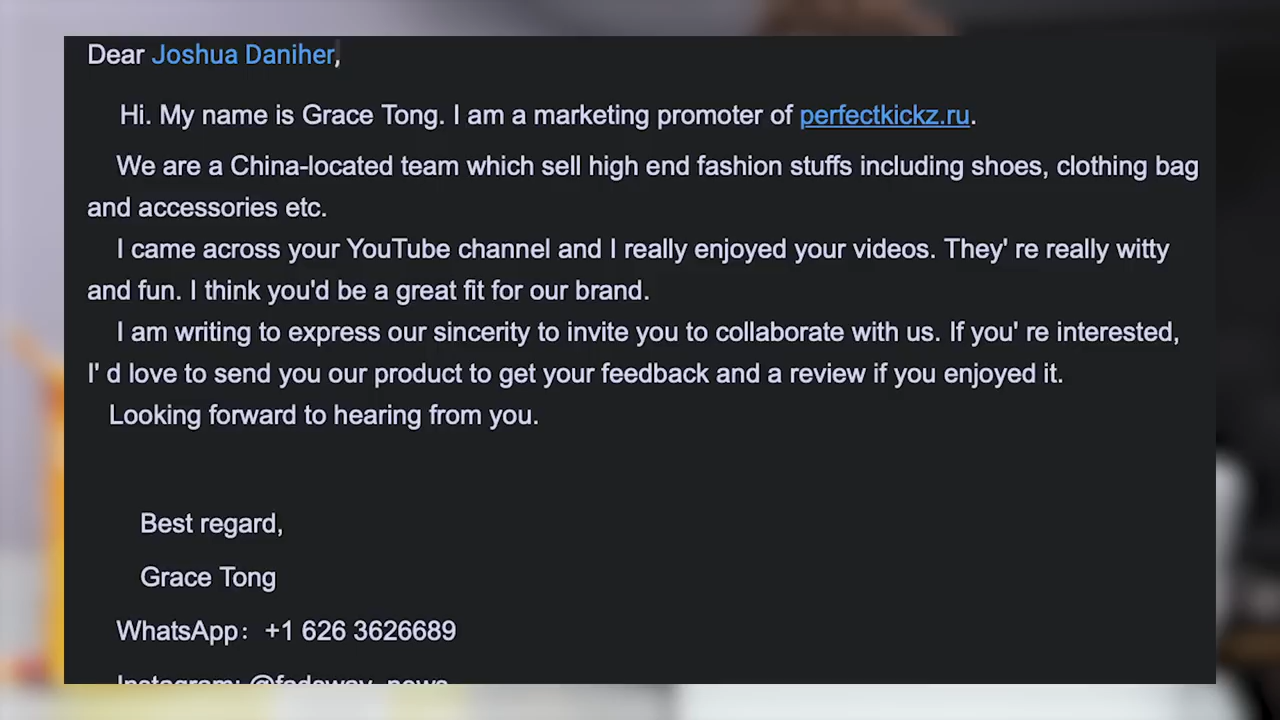 Dear Joshua Daniher,
Hi. My name is Grace Tong. I am a marketing promoter of perfectkickz.ru.
We are a China-located team which sell high end fashion stuffs including shoes, clothing bag
and accessories etc.
I came across your YouTube channel and I really enjoyed your videos. They' re really witty
and fun. I think you'd be a great fit for our brand.
I am writing to express our sincerity to invite you to collaborate with us. If you' re interested,
I' d love to send you our product to get your feedback and a review if you enjoyed it.
Looking forward to hearing from you.
Best regard,
Grace Tong
WhatsApp： +1 626 3626689
Instagram: